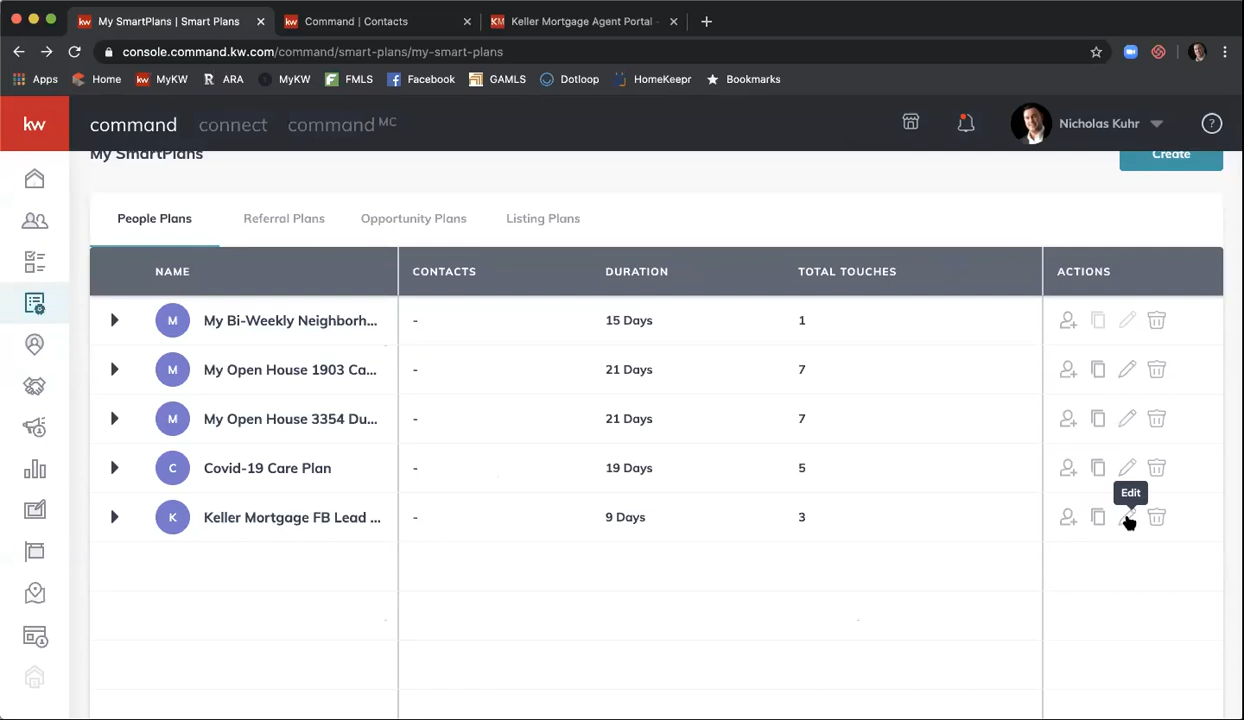 My SmartPlans | Smart Plans
Command | Contacts
Keller Mortgage Agent Portal -
console.command.kw.com/command/smart-plans/my-smart-plans
Apps Home MyKW ARA MyKW FMLS Facebook GAMLS Dotloop HomeKeepr Bookmarks
kw command connect command MC Nicholas Kuhr ?
My SmartPlans Create
People Plans Referral Plans Opportunity Plans Listing Plans
NAME CONTACTS DURATION TOTAL TOUCHES ACTIONS
M My Bi-Weekly Neighborh... - 15 Days 1
M My Open House 1903 Ca... - 21 Days 7
M My Open House 3354 Du... - 21 Days 7
C Covid-19 Care Plan - 19 Days 5
Edit
K Keller Mortgage FB Lead ... - 9 Days 3